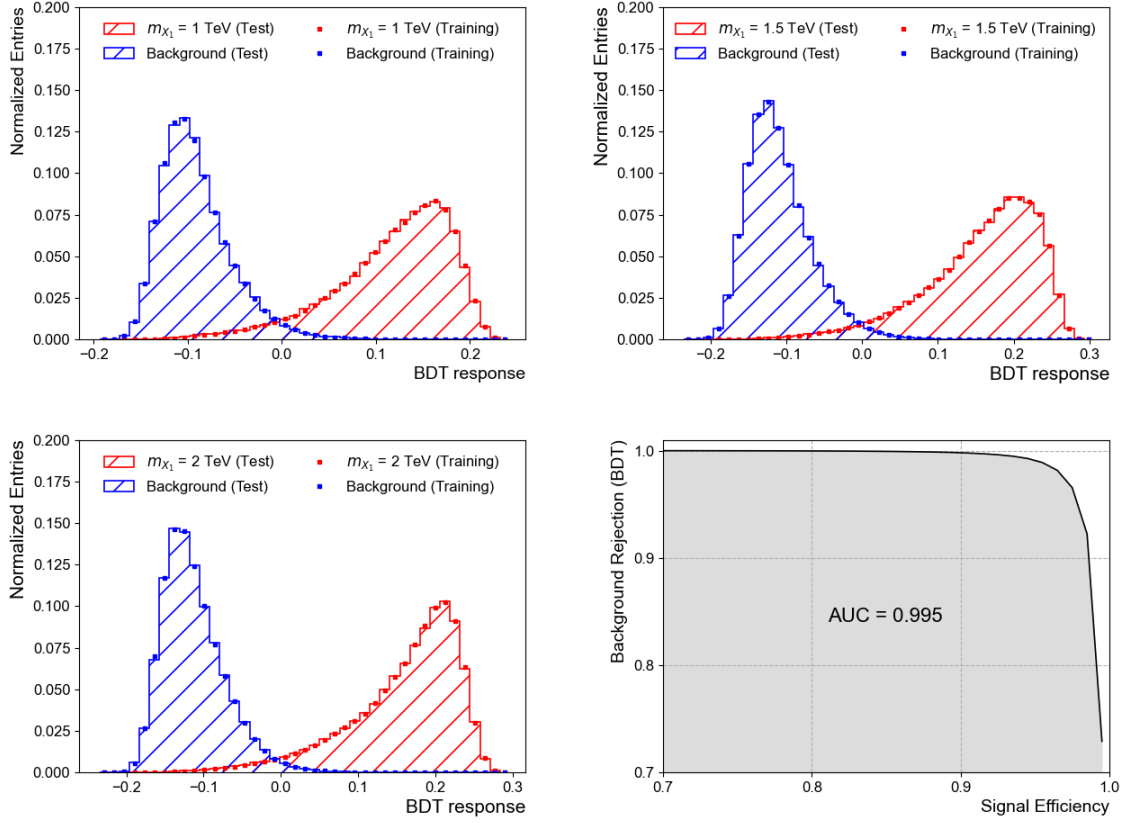 Normalized Entries
0.200
0.175
0.150
0.125
0.100
0.075
0.050
0.025
0.000
m_{X_1} = 1 TeV (Test)
m_{X_1} = 1 TeV (Training)
Background (Test)
Background (Training)
−0.2
−0.1
0.0
0.1
0.2
BDT response
Normalized Entries
0.200
0.175
0.150
0.125
0.100
0.075
0.050
0.025
0.000
m_{X_1} = 1.5 TeV (Test)
m_{X_1} = 1.5 TeV (Training)
Background (Test)
Background (Training)
−0.2
−0.1
0.0
0.1
0.2
0.3
BDT response
Normalized Entries
0.200
0.175
0.150
0.125
0.100
0.075
0.050
0.025
0.000
m_{X_1} = 2 TeV (Test)
m_{X_1} = 2 TeV (Training)
Background (Test)
Background (Training)
−0.2
−0.1
0.0
0.1
0.2
0.3
BDT response
Background Rejection (BDT)
1.0
0.9
0.8
0.7
AUC = 0.995
0.7
0.8
0.9
1.0
Signal Efficiency